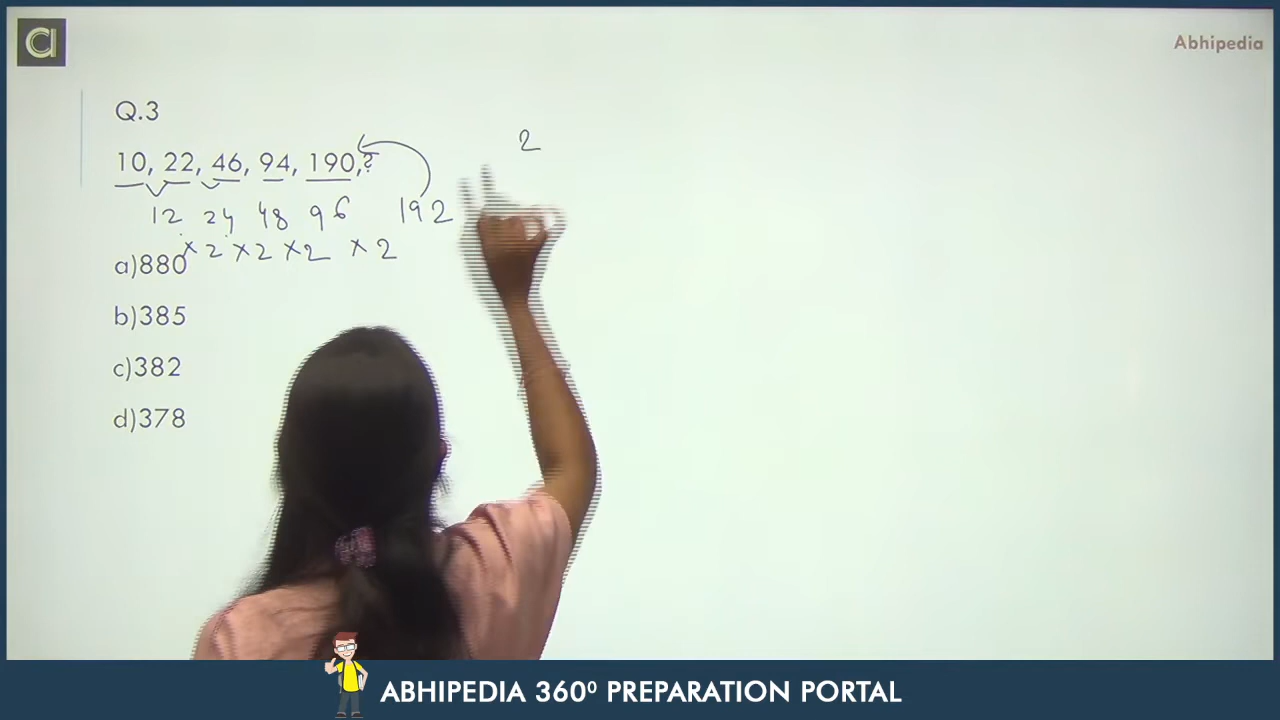 Abhipedia
Q.3
2
10, 22, 46, 94, 190,?
12 24 48 96 192
×2 ×2 ×2 ×2
a)880
b)385
c)382
d)378
ABHIPEDIA 360⁰ PREPARATION PORTAL